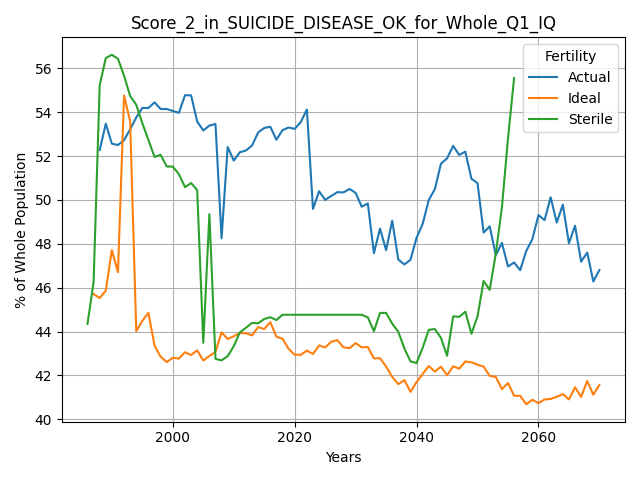 Score_2_in_SUICIDE_DISEASE_OK_for_Whole_Q1_IQ
Fertility
Actual
Ideal
Sterile
% of Whole Population
56
54
52
50
48
46
44
42
40
2000
2020
2040
2060
Years